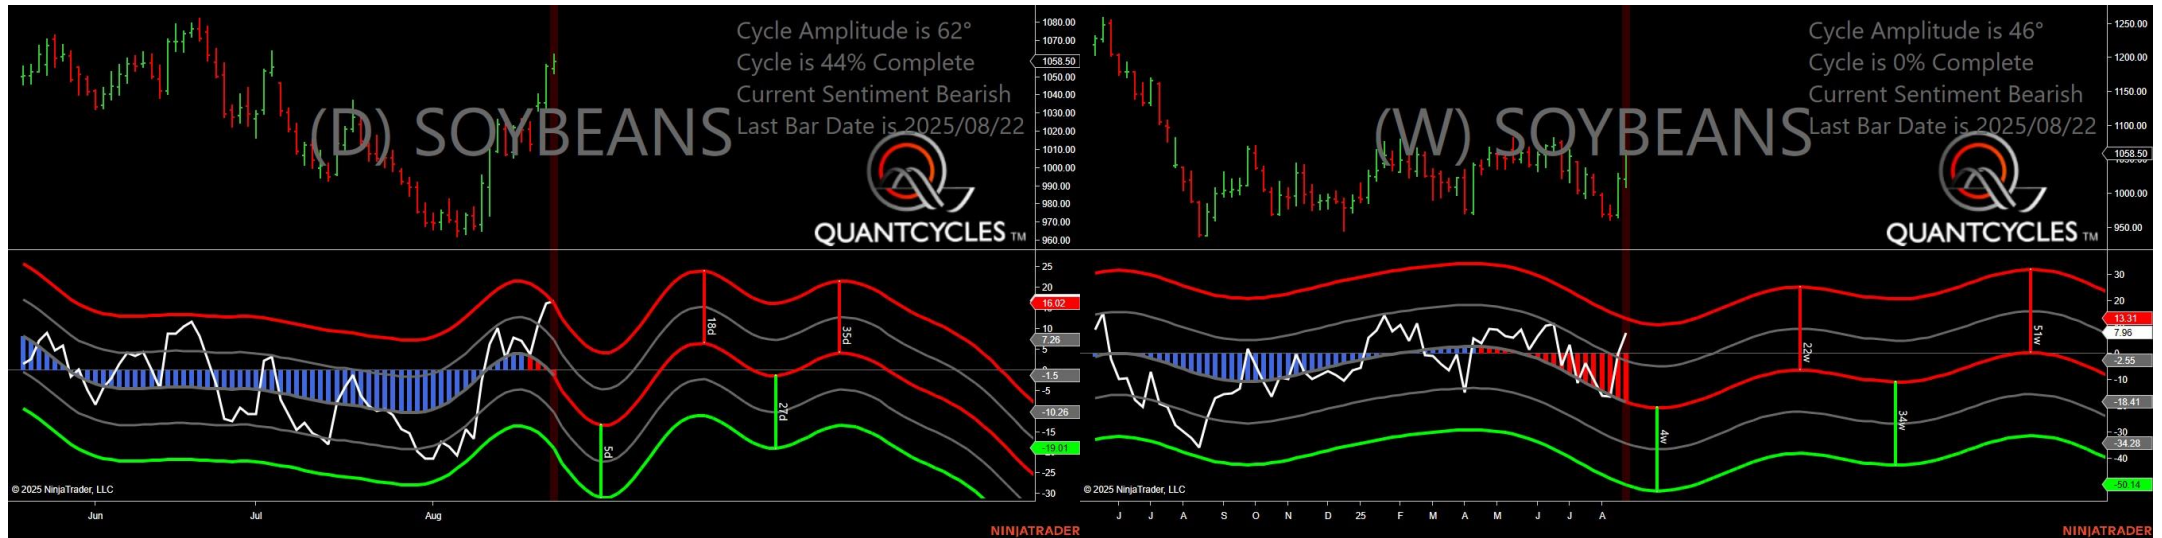 Cycle Amplitude is 62°
Cycle is 44% Complete
Current Sentiment Bearish
Last Bar Date is 2025/08/22
(D) SOYBEANS
QUANTCYCLES TM
1080.00
1070.00
1058.50
1050.00
1040.00
1030.00
1020.00
1010.00
1000.00
990.00
980.00
970.00
960.00
25
20
16.02
10
7.26
5
-1.5
-5
-10.26
-15
-19.01
-25
-30
5d
18d
27d
35d
© 2025 NinjaTrader, LLC
Jun
Jul
Aug
NINJATRADER
Cycle Amplitude is 46°
Cycle is 0% Complete
Current Sentiment Bearish
Last Bar Date is 2025/08/22
(W) SOYBEANS
QUANTCYCLES TM
1250.00
1200.00
1150.00
1100.00
1058.50
1000.00
950.00
30
20
13.31
7.96
0
-2.55
-10
-18.41
-30
-34.28
-40
-50.14
4w
22w
34w
51w
© 2025 NinjaTrader, LLC
J J A S O N D 25 F M A M J J A
NINJATRADER